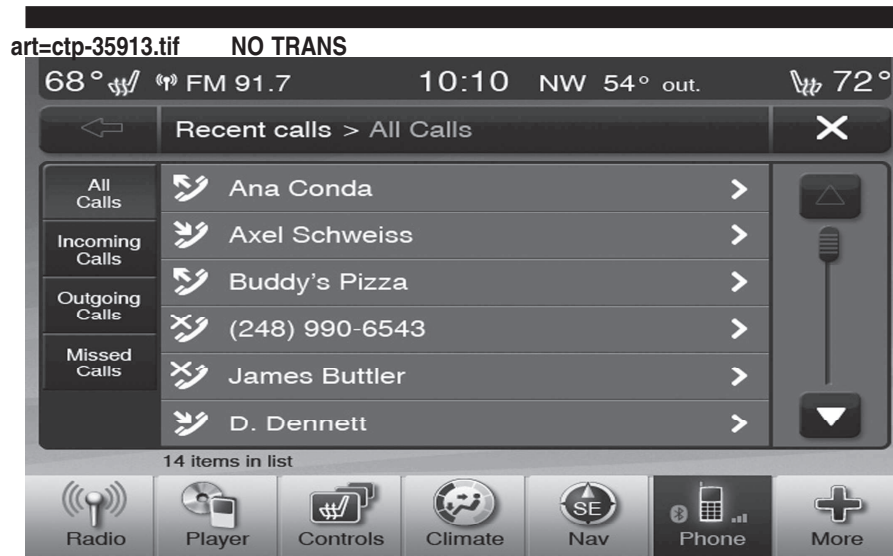 art=ctp-35913.tif NO TRANS
68° FM 91.7 10:10 NW 54° out. 72°
Recent calls > All Calls
All
Calls
Ana Conda
Incoming
Calls
Axel Schweiss
Outgoing
Calls
Buddy's Pizza
Missed
Calls
(248) 990-6543
James Buttler
D. Dennett
14 items in list
SE
Radio Player Controls Climate Nav Phone More